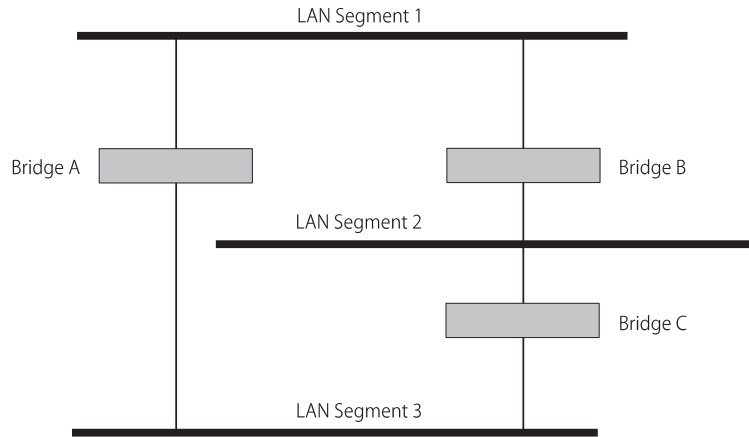 LAN Segment 1
Bridge A
Bridge B
LAN Segment 2
Bridge C
LAN Segment 3